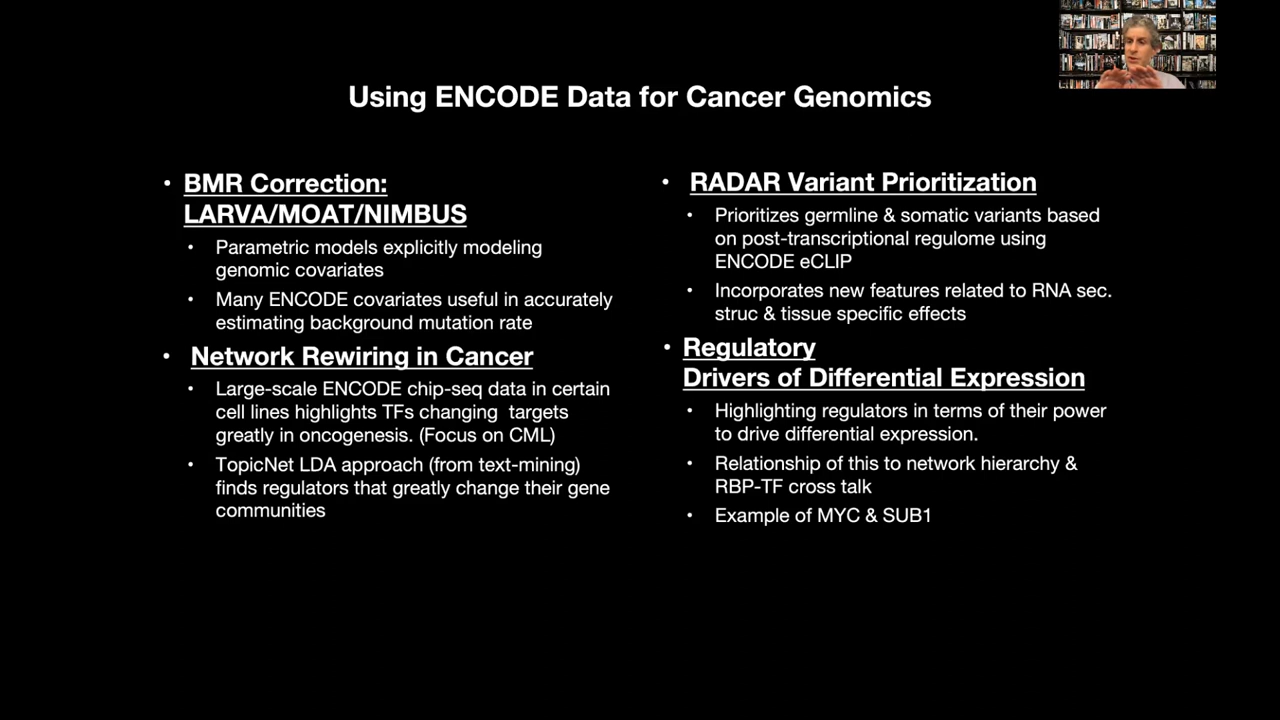 Using ENCODE Data for Cancer Genomics
• BMR Correction:
LARVA/MOAT/NIMBUS
• Parametric models explicitly modeling
genomic covariates
• Many ENCODE covariates useful in accurately
estimating background mutation rate
• Network Rewiring in Cancer
• Large-scale ENCODE chip-seq data in certain
cell lines highlights TFs changing  targets
greatly in oncogenesis. (Focus on CML)
• TopicNet LDA approach (from text-mining)
finds regulators that greatly change their gene
communities
• RADAR Variant Prioritization
• Prioritizes germline & somatic variants based
on post-transcriptional regulome using
ENCODE eCLIP
• Incorporates new features related to RNA sec.
struc & tissue specific effects
• Regulatory
Drivers of Differential Expression
• Highlighting regulators in terms of their power
to drive differential expression.
• Relationship of this to network hierarchy &
RBP-TF cross talk
• Example of MYC & SUB1